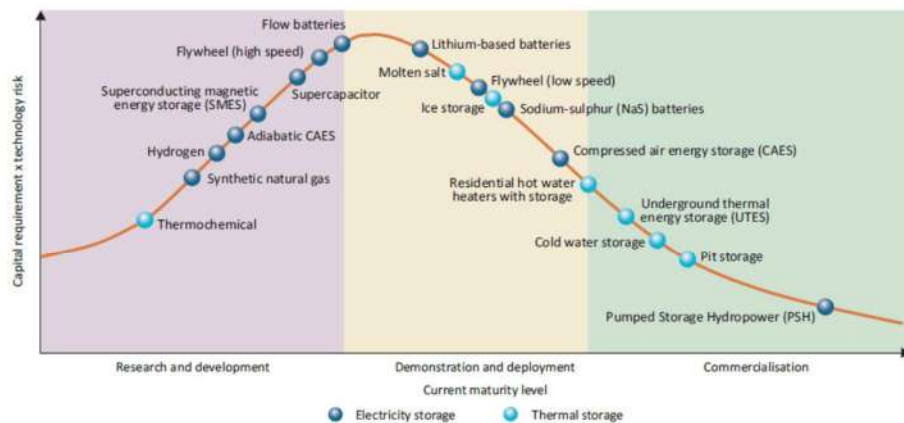 Capital requirement x technology risk
Flow batteries
Flywheel (high speed)
Supercapacitor
Superconducting magnetic
energy storage (SMES)
Adiabatic CAES
Hydrogen
Synthetic natural gas
Thermochemical
Lithium-based batteries
Molten salt
Flywheel (low speed)
Ice storage
Sodium-sulphur (NaS) batteries
Compressed air energy storage (CAES)
Residential hot water
heaters with storage
Underground thermal
energy storage (UTES)
Cold water storage
Pit storage
Pumped Storage Hydropower (PSH)
Research and development
Demonstration and deployment
Commercialisation
Current maturity level
Electricity storage
Thermal storage